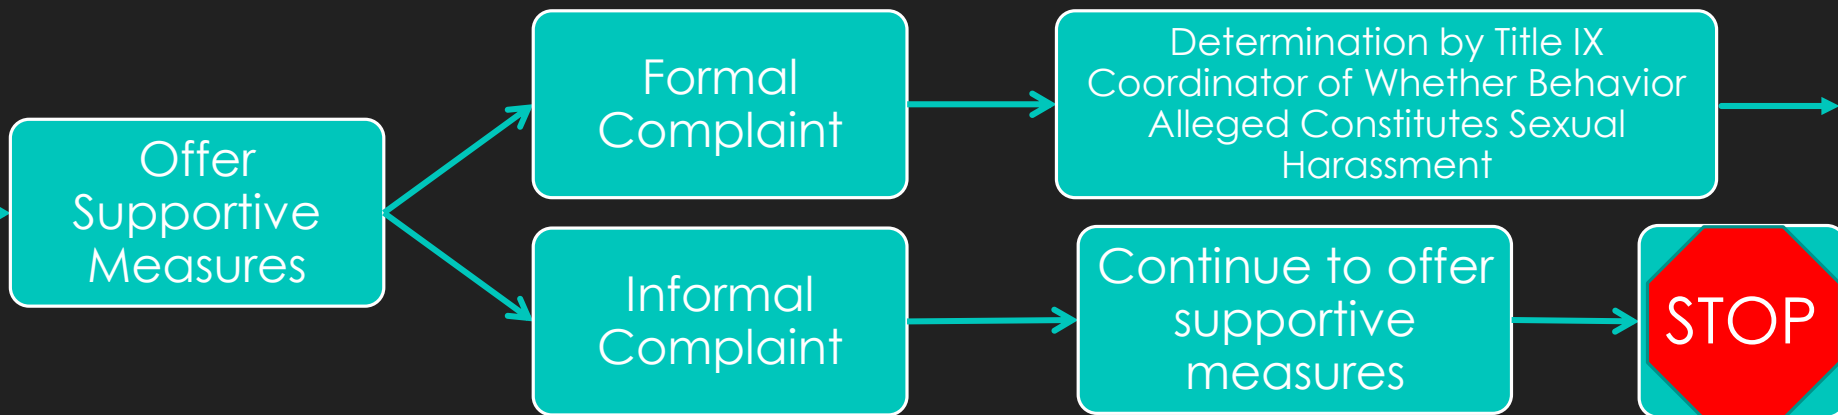 Offer
Supportive
Measures
Formal
Complaint
Determination by Title IX
Coordinator of Whether Behavior
Alleged Constitutes Sexual
Harassment
Informal
Complaint
Continue to offer
supportive
measures
STOP